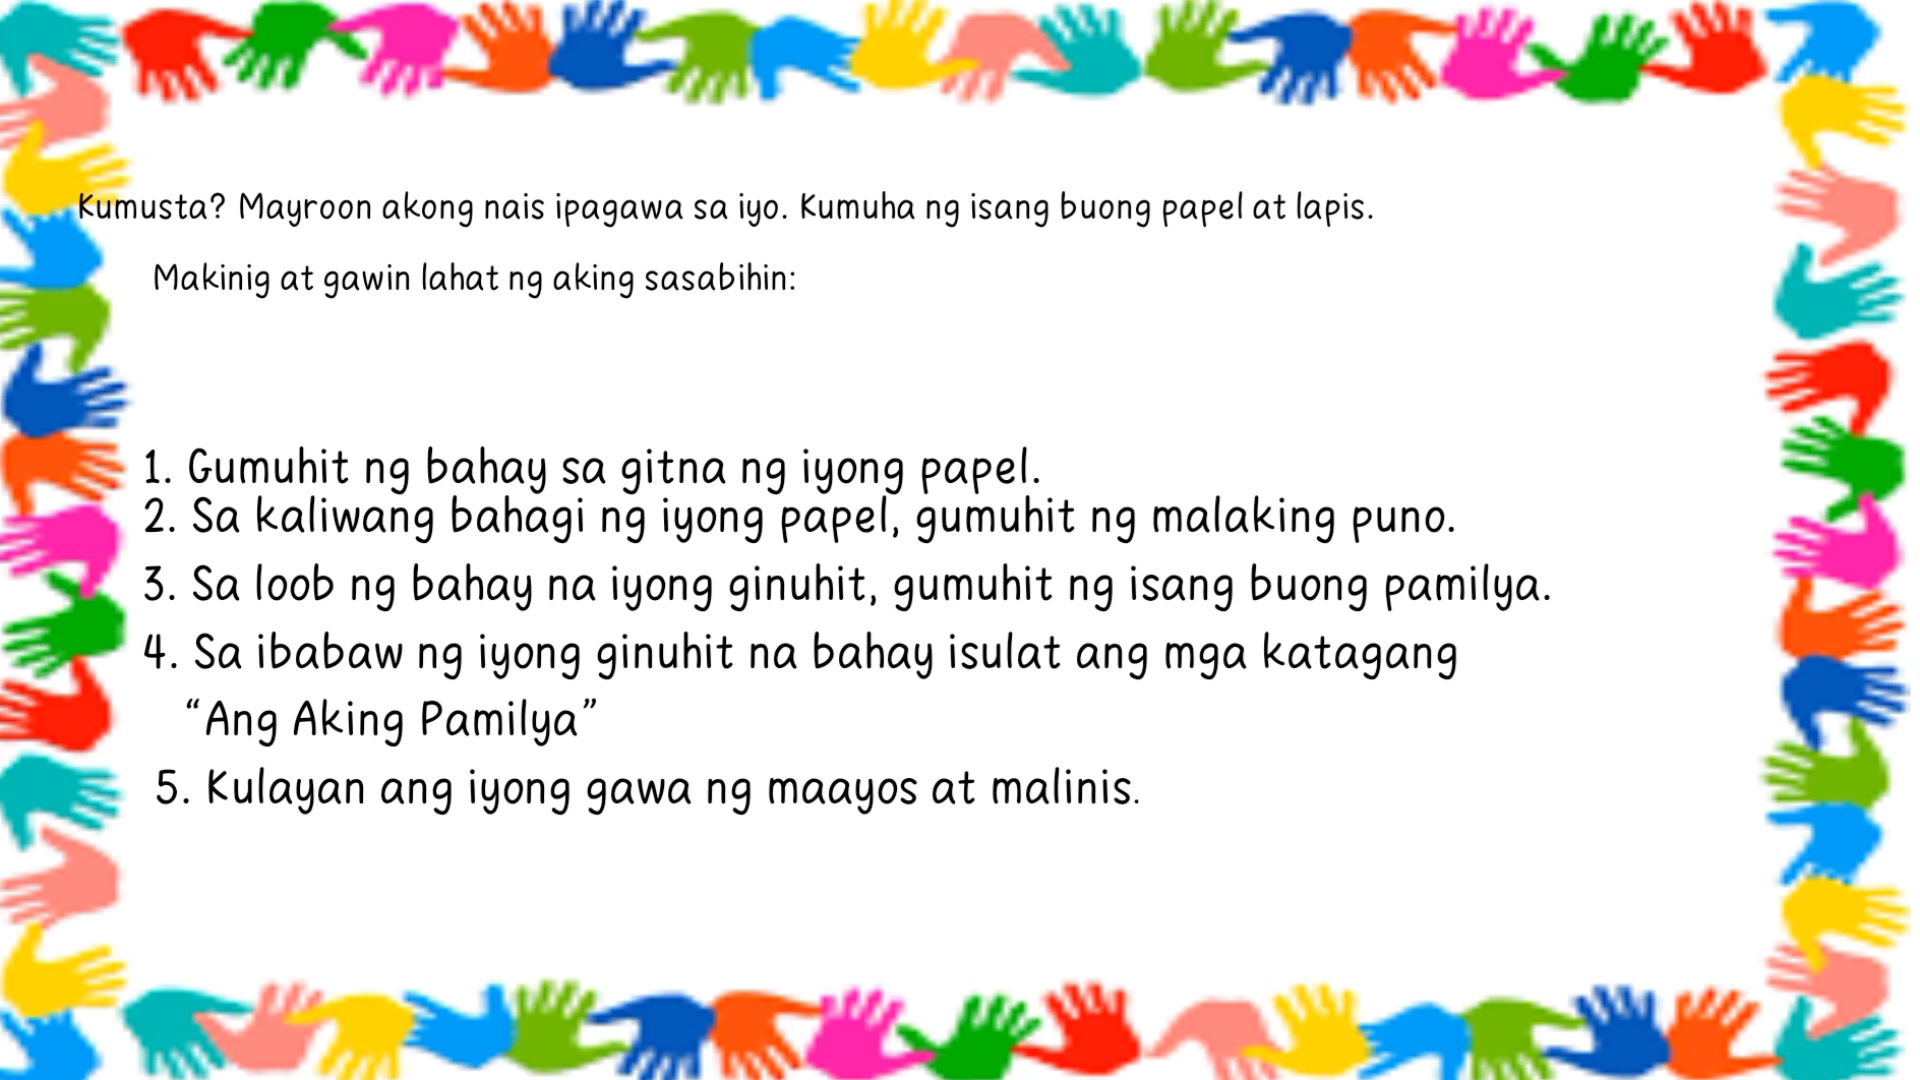 Kumusta? Mayroon akong nais ipagawa sa iyo. Kumuha ng isang buong papel at lapis.
Makinig at gawin lahat ng aking sasabihin:
1. Gumuhit ng bahay sa gitna ng iyong papel.
2. Sa kaliwang bahagi ng iyong papel, gumuhit ng malaking puno.
3. Sa loob ng bahay na iyong ginuhit, gumuhit ng isang buong pamilya.
4. Sa ibabaw ng iyong ginuhit na bahay isulat ang mga katagang
“Ang Aking Pamilya”
5. Kulayan ang iyong gawa ng maayos at malinis.